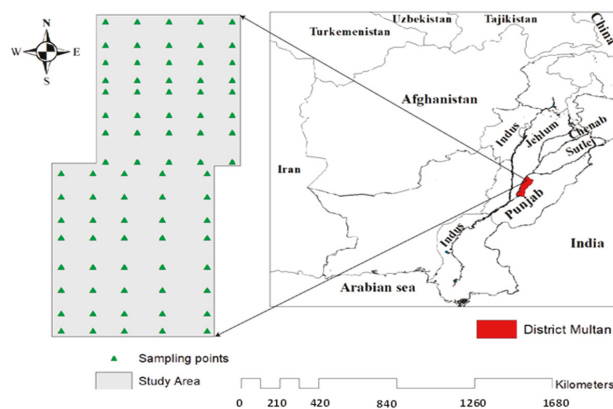 N
W E
S
Uzbekistan
Tajikistan
China
Turkemenistan
Afghanistan
Indus
Jehlum
Chenab
Sutlej
Iran
Punjab
Indus
India
Arabian sea
District Multan
Sampling points
Study Area
Kilometers
0 210 420 840 1260 1680